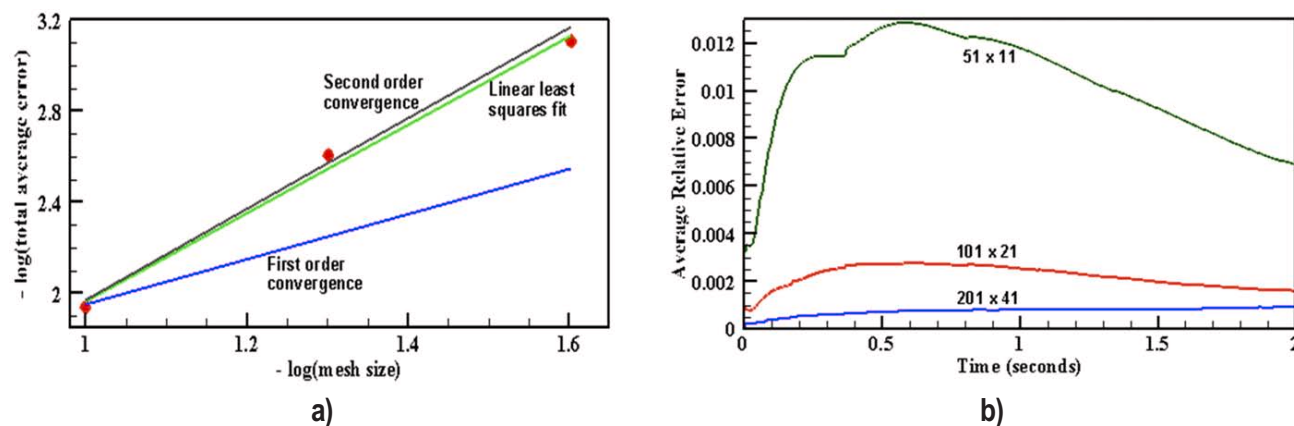 3.2
2.8
2.4
2
- log(total average error)
Second order
convergence
Linear least
squares fit
First order
convergence
1
1.2
1.4
1.6
- log(mesh size)
a)
0.012
0.01
0.008
0.006
0.004
0.002
0
Average Relative Error
51 x 11
101 x 21
201 x 41
0
0.5
1
1.5
2
Time (seconds)
b)